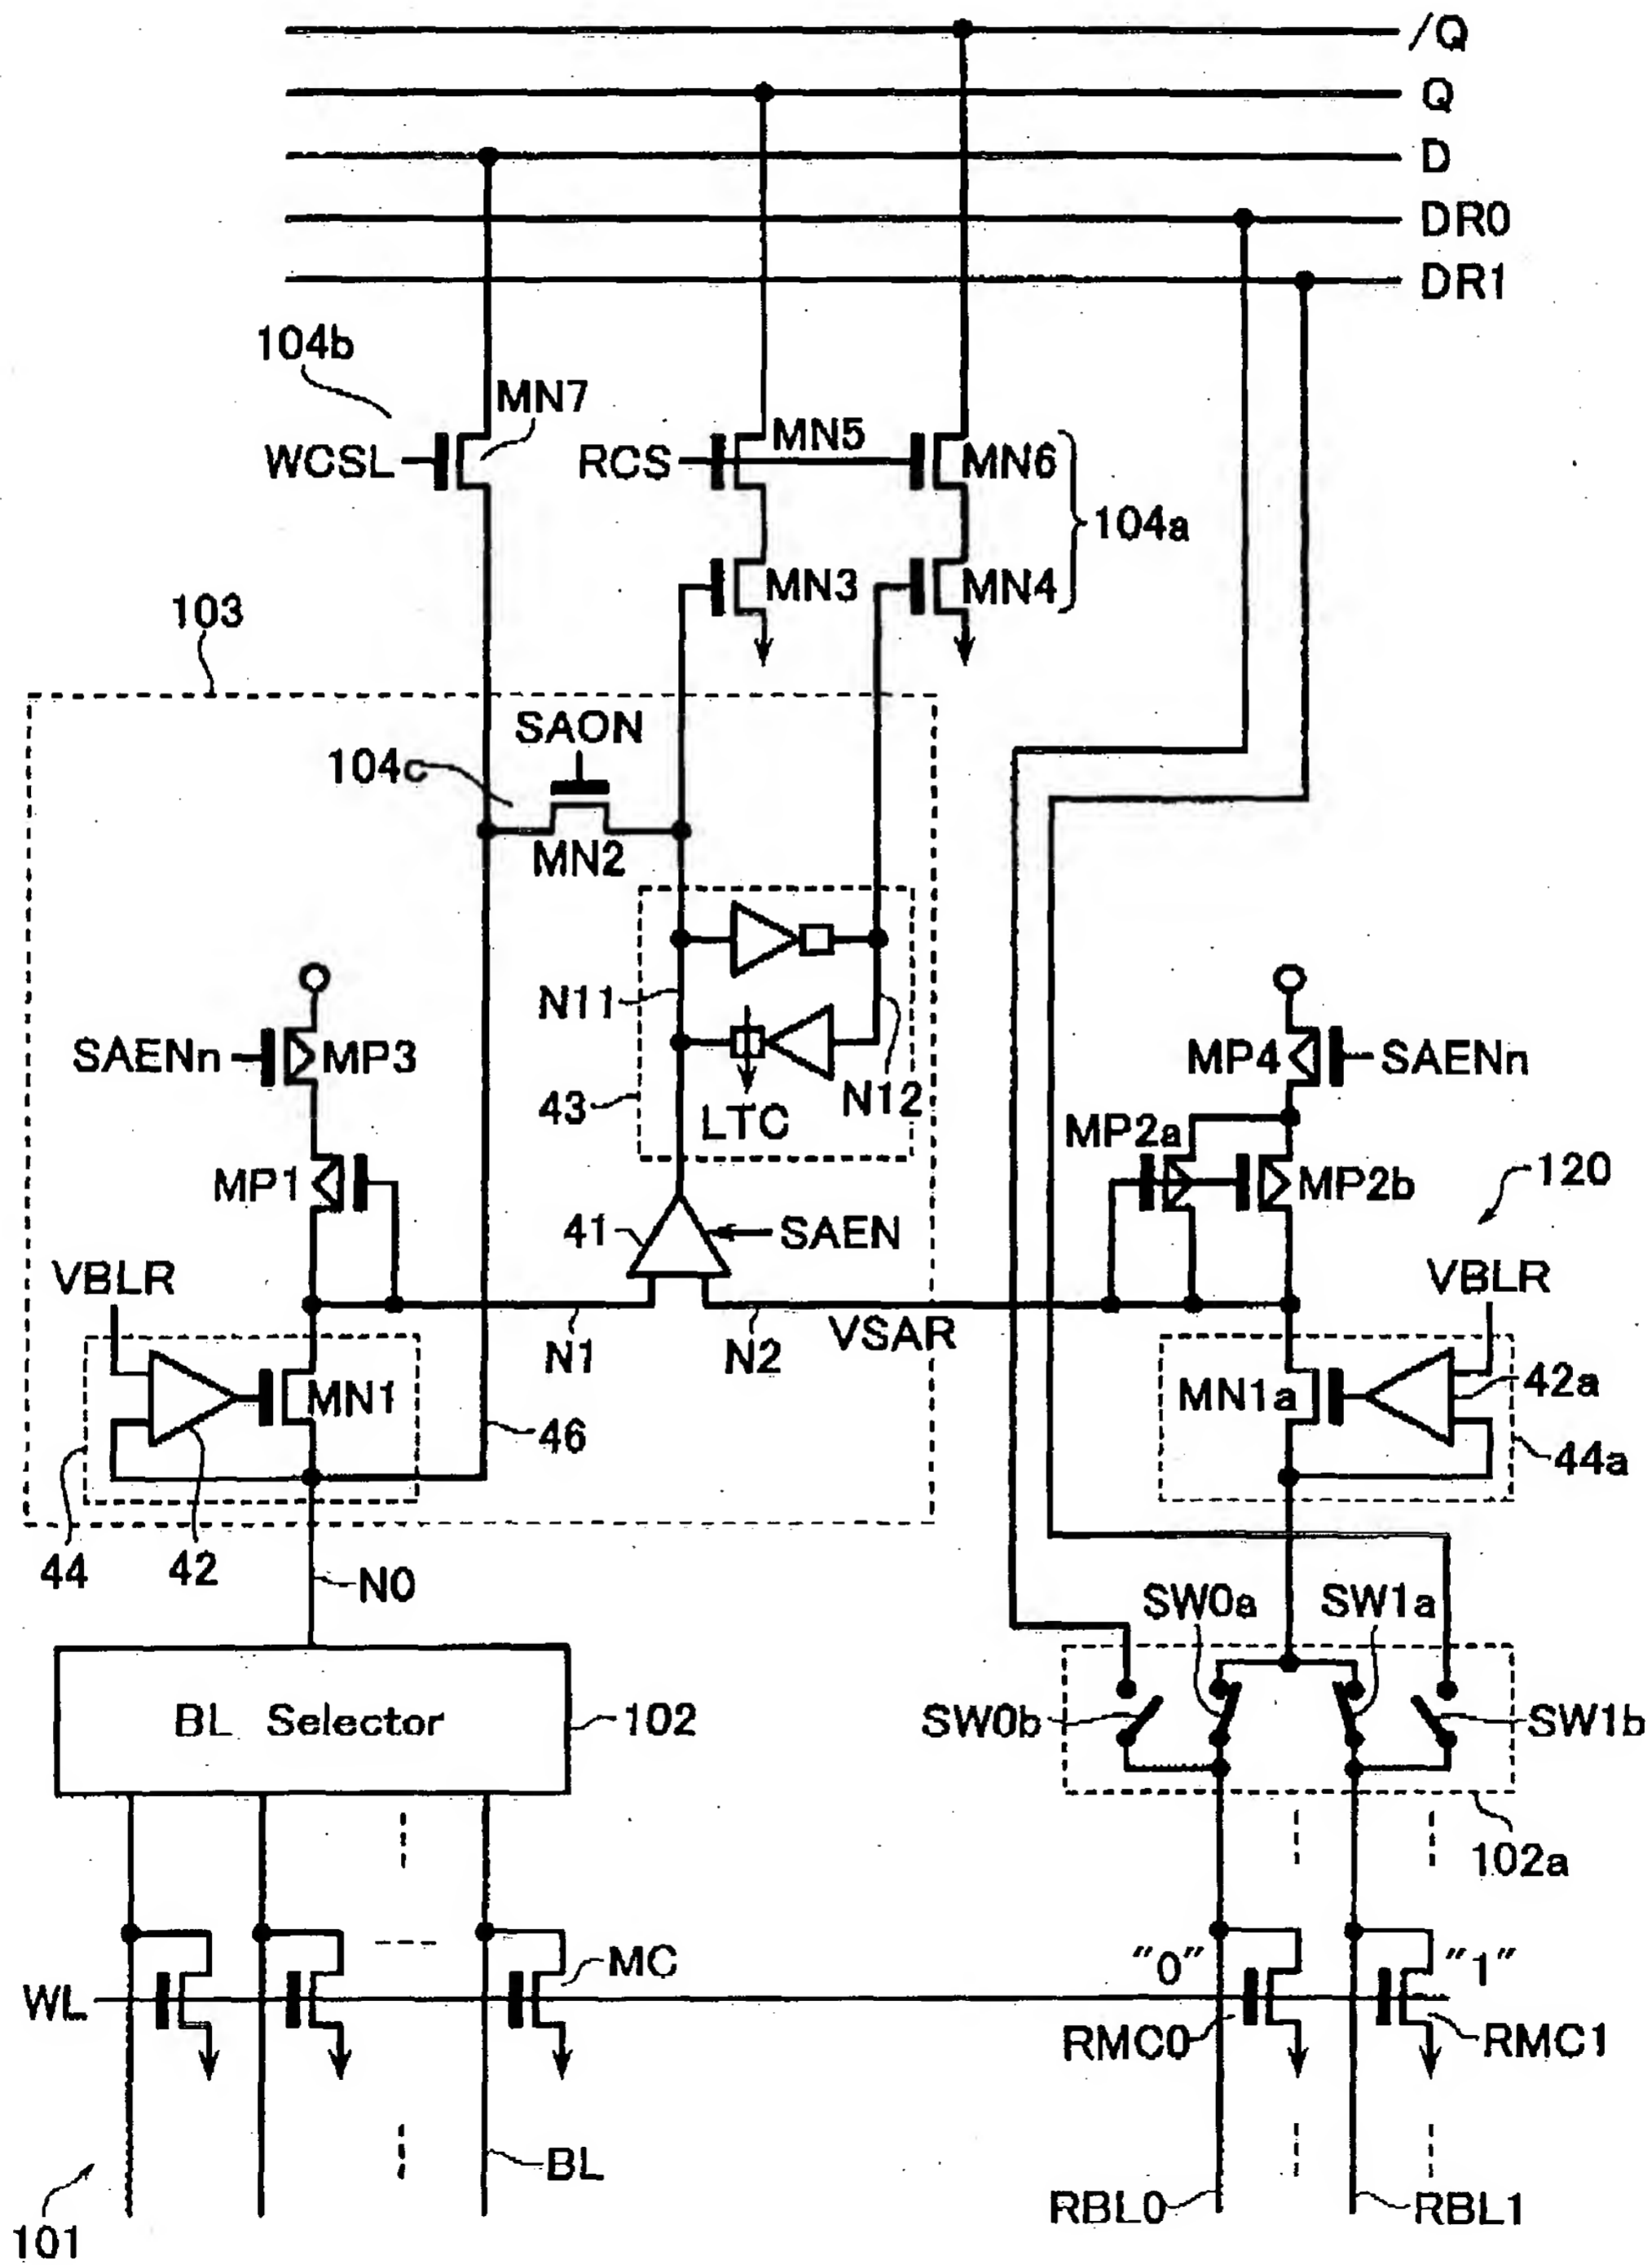 /Q
Q
D
DR0
DR1
104b
MN7
WCSL
RCS
MN5
MN6
104a
MN3
MN4
103
SAON
104c
MN2
N11
SAENn
MP3
43
LTC
N12
MP4
SAENn
MP2a
MP1
MP2b
120
41
SAEN
VBLR
VBLR
N1
N2
VSAR
MN1
MN1a
42a
46
44a
44
42
N0
SW0a
SW1a
BL Selector
102
SW0b
SW1b
102a
MC
"0"
"1"
WL
RMC0
RMC1
BL
101
RBL0
RBL1